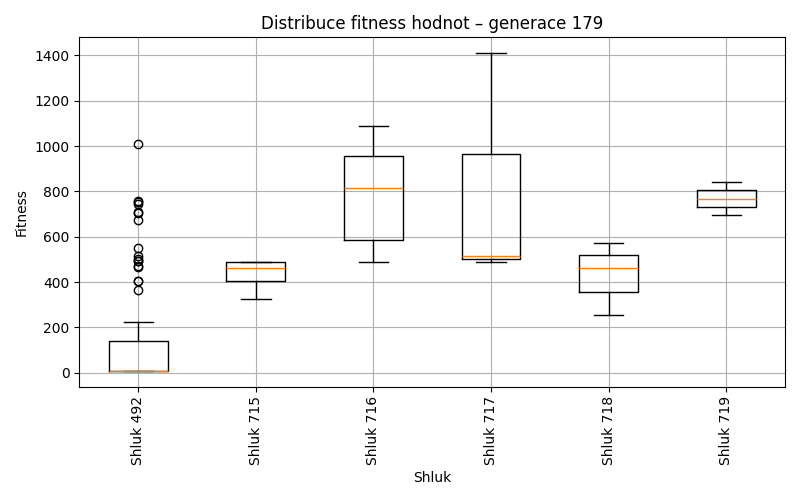 Distribuce fitness hodnot – generace 179
1400
1200
1000
800
600
400
200
0
Fitness
Shluk 492
Shluk 715
Shluk 716
Shluk 717
Shluk 718
Shluk 719
Shluk